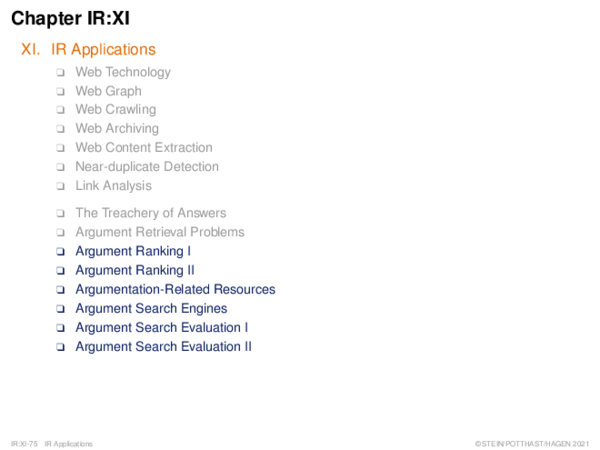 Chapter IR:XI
XI. IR Applications
❑ Web Technology
❑ Web Graph
❑ Web Crawling
❑ Web Archiving
❑ Web Content Extraction
❑ Near-duplicate Detection
❑ Link Analysis
❑ The Treachery of Answers
❑ Argument Retrieval Problems
❑ Argument Ranking I
❑ Argument Ranking II
❑ Argumentation-Related Resources
❑ Argument Search Engines
❑ Argument Search Evaluation I
❑ Argument Search Evaluation II
IR:XI-75 IR Applications ©STEIN/POTTHAST/HAGEN 2021